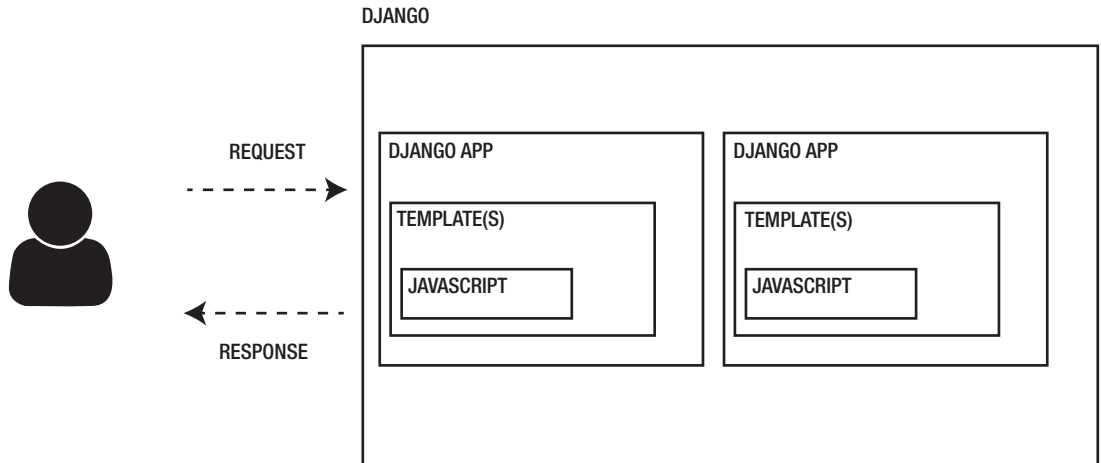 DJANGO
REQUEST
RESPONSE
DJANGO APP
TEMPLATE(S)
JAVASCRIPT
DJANGO APP
TEMPLATE(S)
JAVASCRIPT